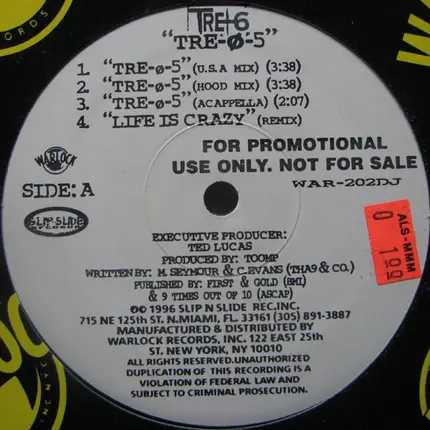 TRE+6
"TRE-Ø-5"
1. "TRE-Ø-5" (U.S.A MIX) (3:38)
2. "TRE-Ø-5" (HOOD MIX) (3:38)
3. "TRE-Ø-5" (ACAPPELLA) (2:07)
4. "LIFE IS CRAZY" (REMIX)
FOR PROMOTIONAL
USE ONLY. NOT FOR SALE
WARLOCK
WAR-202DJ
SIDE: A
SLIP N SLIDE
RECORDS
ALS-MMM
0 199
EXECUTIVE PRODUCER:
TED LUCAS
PRODUCED BY: TOOMP
WRITTEN BY: M. SEYMOUR & C. EVANS (THA9 & CO.)
PUBLISHED BY: FIRST & GOLD (BMI)
& 9 TIMES OUT OF 10 (ASCAP)
©© 1996 SLIP N SLIDE REC,INC.
715 NE 125th ST. N.MIAMI, FL. 33161 (305) 891-3887
MANUFACTURED & DISTRIBUTED BY
WARLOCK RECORDS, INC. 122 EAST 25th
ST. NEW YORK, NY 10010
ALL RIGHTS RESERVED.UNAUTHORIZED
DUPLICATION OF THIS RECORDING IS A
VIOLATION OF FEDERAL LAW AND
SUBJECT TO CRIMINAL PROSECUTION.